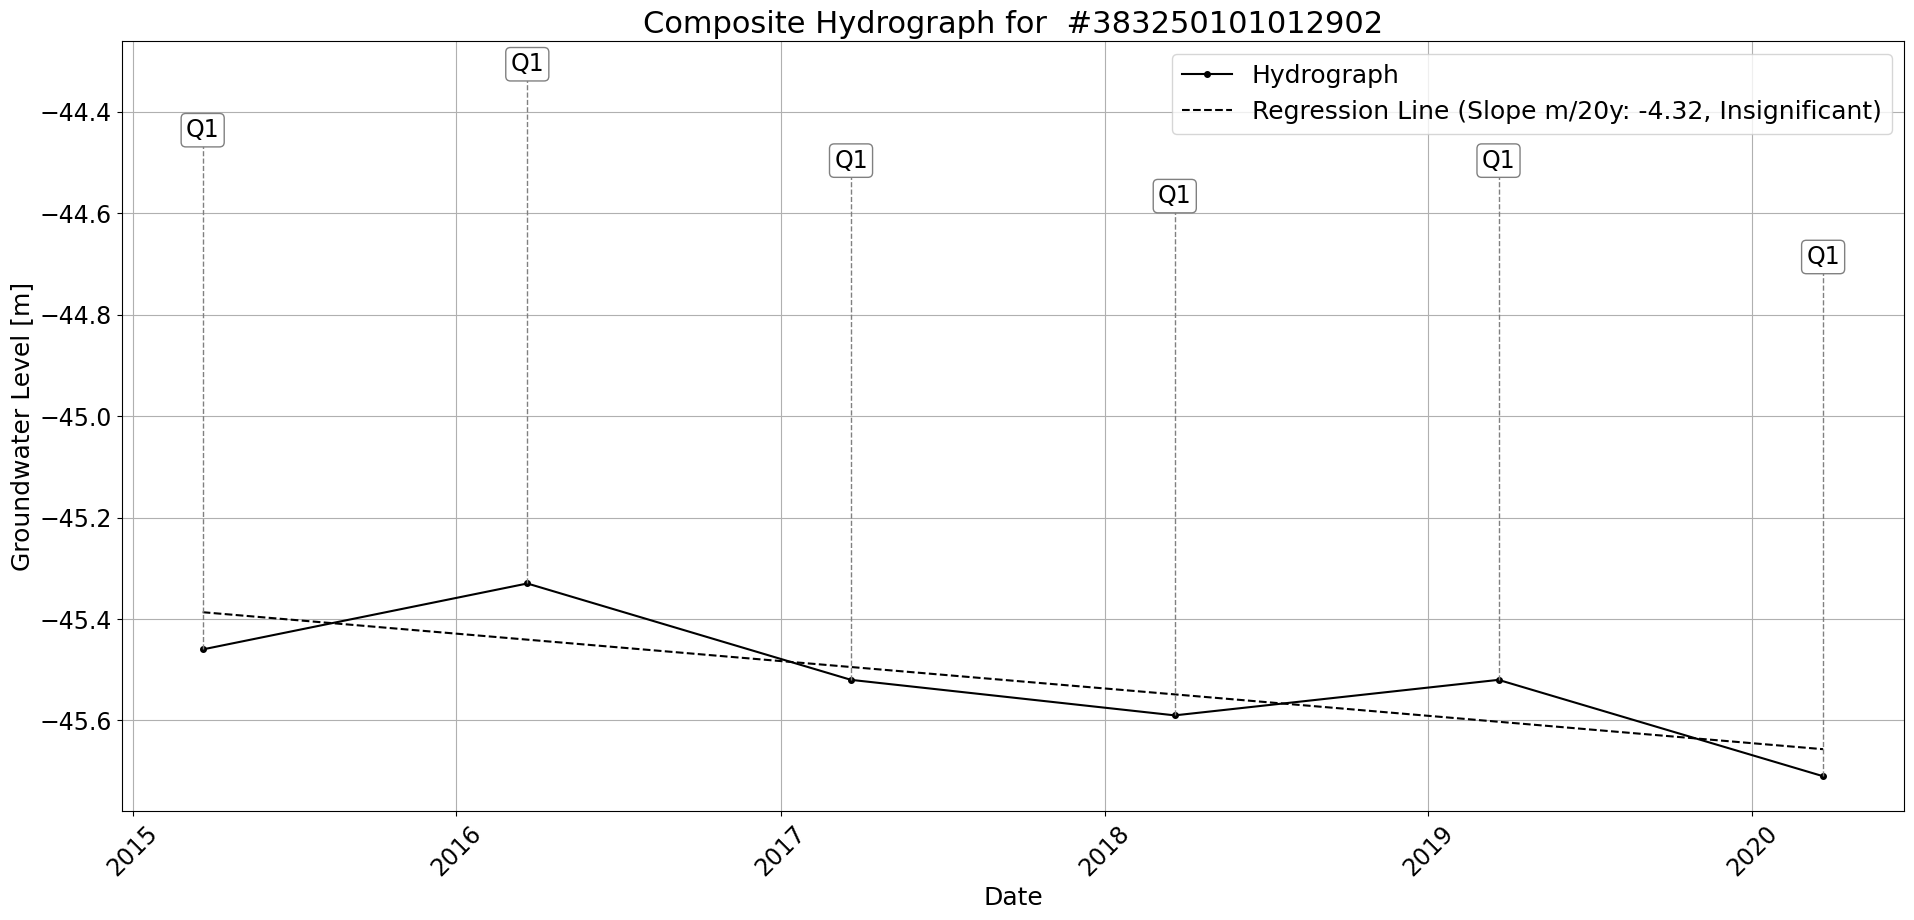 Composite Hydrograph for  #383250101012902
Hydrograph
Regression Line (Slope m/20y: -4.32, Insignificant)
Q1
Q1
Q1
Q1
Q1
Q1
Groundwater Level [m]
−44.4
−44.6
−44.8
−45.0
−45.2
−45.4
−45.6
2015
2016
2017
2018
2019
2020
Date